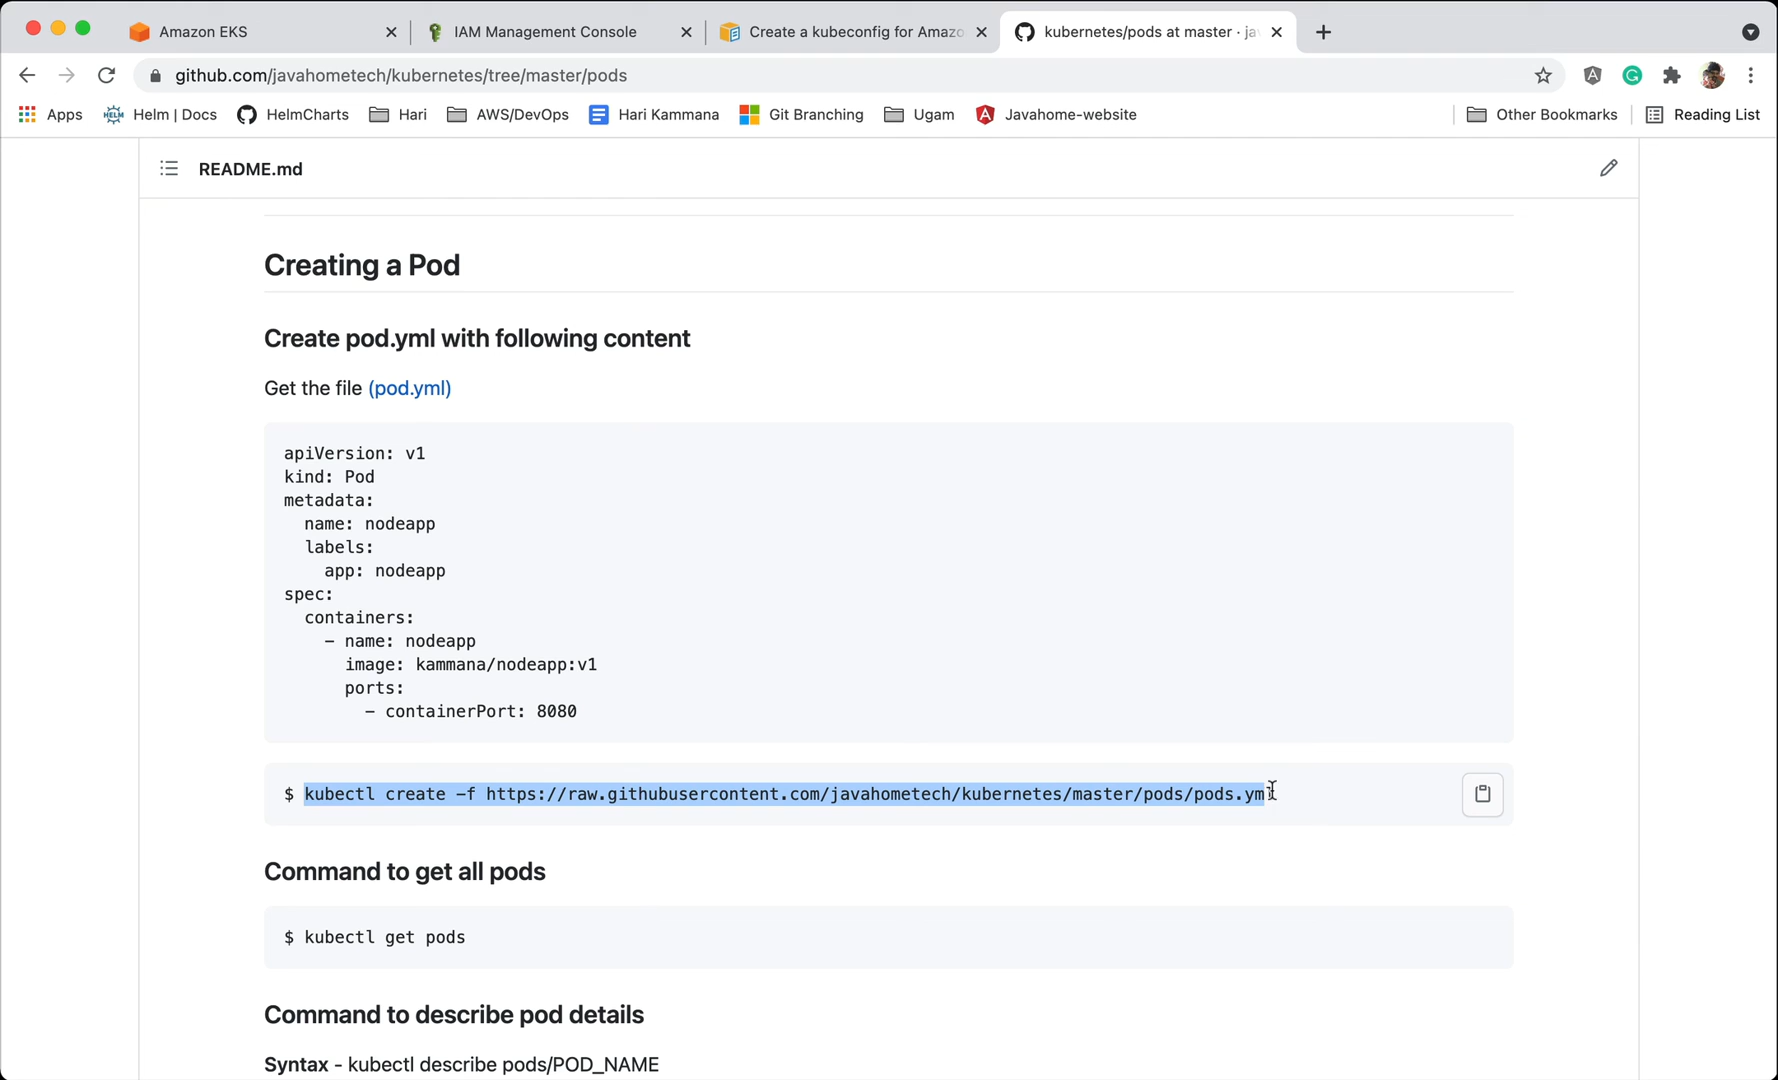 Amazon EKS
IAM Management Console
Create a kubeconfig for Amazo
kubernetes/pods at master · ja
github.com/javahometech/kubernetes/tree/master/pods
Apps
Helm | Docs
HelmCharts
Hari
AWS/DevOps
Hari Kammana
Git Branching
Ugam
Javahome-website
Other Bookmarks
Reading List
README.md
Creating a Pod
Create pod.yml with following content
Get the file (pod.yml)
apiVersion: v1
kind: Pod
metadata:
  name: nodeapp
  labels:
    app: nodeapp
spec:
  containers:
    - name: nodeapp
      image: kammana/nodeapp:v1
      ports:
        - containerPort: 8080
$ kubectl create -f https://raw.githubusercontent.com/javahometech/kubernetes/master/pods/pods.ym
Command to get all pods
$ kubectl get pods
Command to describe pod details
Syntax - kubectl describe pods/POD_NAME